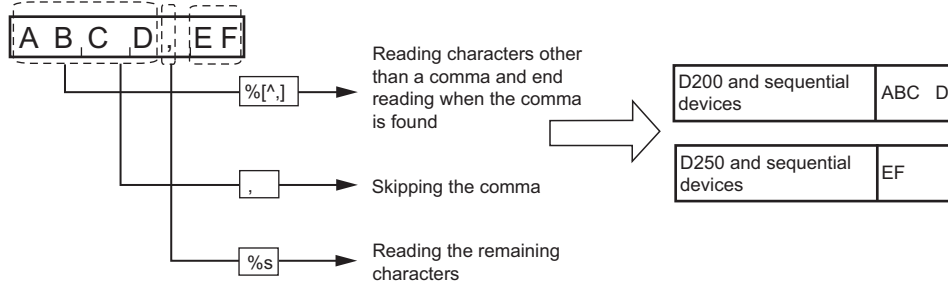 A B C D , E F
%[^,]
Reading characters other
than a comma and end
reading when the comma
is found
,
Skipping the comma
%s
Reading the remaining
characters
D200 and sequential
devices
ABC D
D250 and sequential
devices
EF